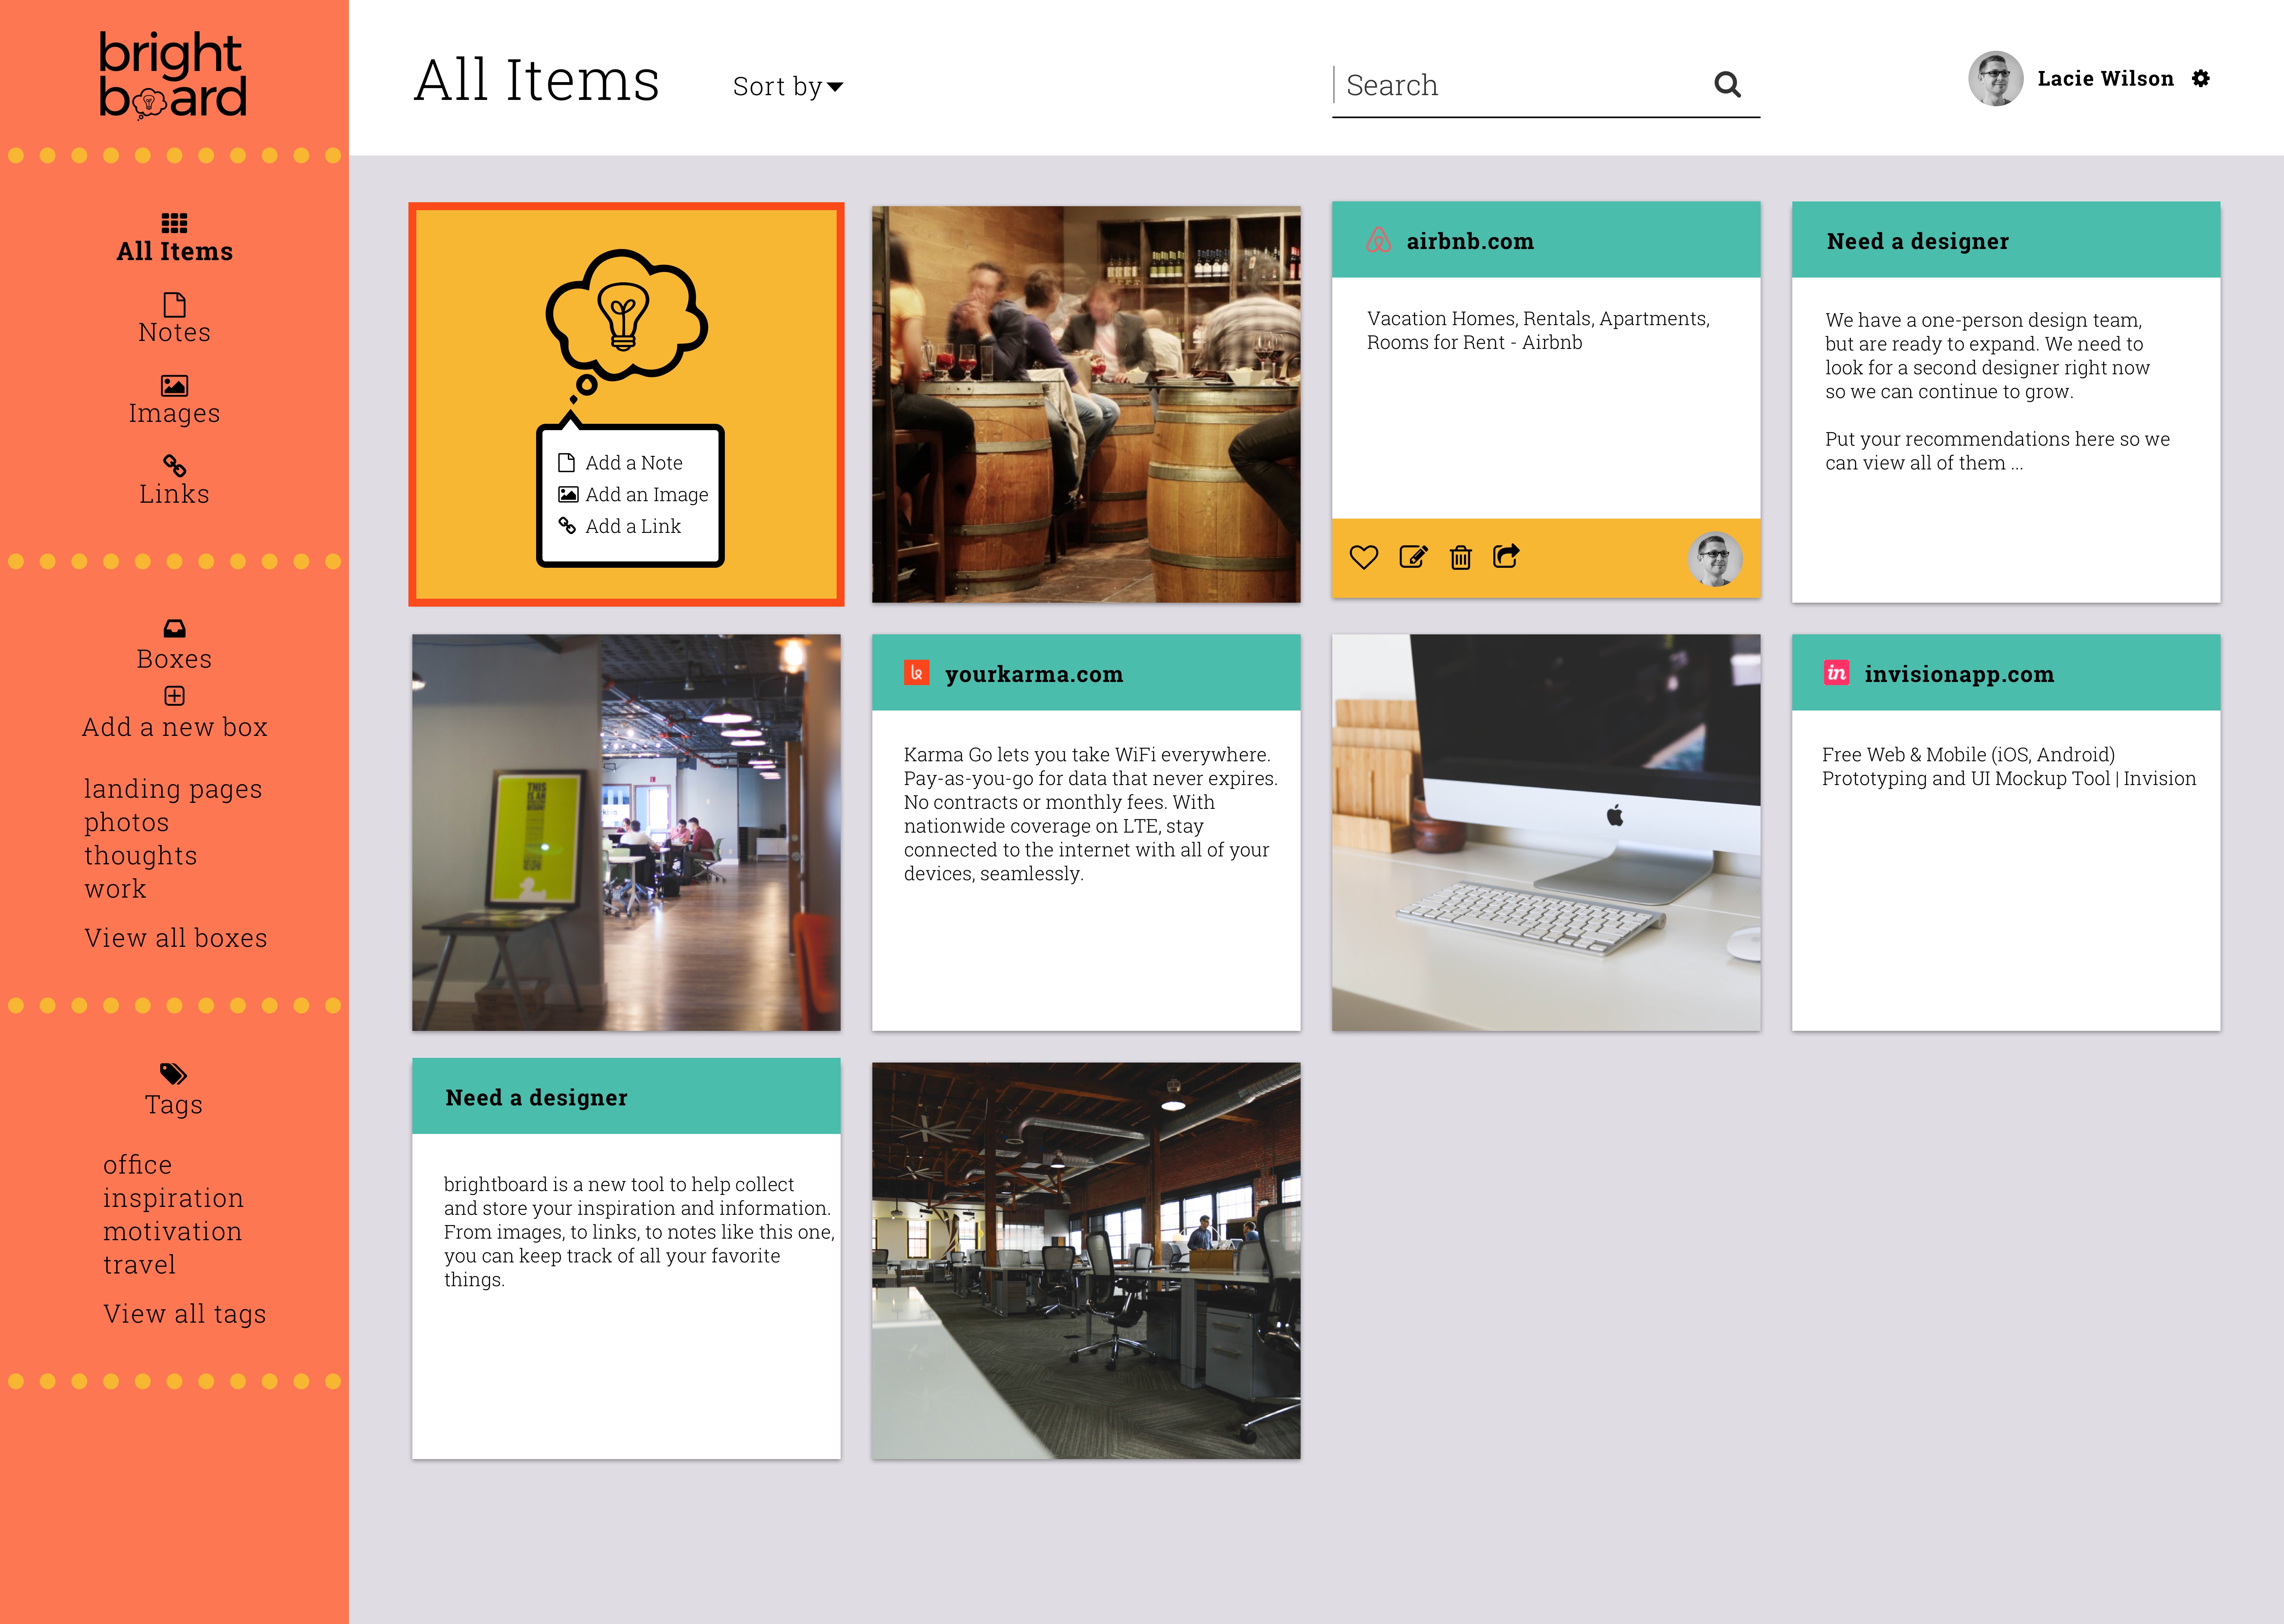 bright
board
All Items
Notes
Images
Links
Boxes
Add a new box
landing pages
photos
thoughts
work
View all boxes
Tags
office
inspiration
motivation
travel
View all tags
All Items
Sort by
Search
Lacie Wilson
Add a Note
Add an Image
Add a Link
airbnb.com
Vacation Homes, Rentals, Apartments,
Rooms for Rent - Airbnb
Need a designer
We have a one-person design team,
but are ready to expand. We need to
look for a second designer right now
so we can continue to grow.
Put your recommendations here so we
can view all of them ...
THIS
IS AN
yourkarma.com
Karma Go lets you take WiFi everywhere.
Pay-as-you-go for data that never expires.
No contracts or monthly fees. With
nationwide coverage on LTE, stay
connected to the internet with all of your
devices, seamlessly.
in
invisionapp.com
Free Web & Mobile (iOS, Android)
Prototyping and UI Mockup Tool | Invision
Need a designer
brightboard is a new tool to help collect
and store your inspiration and information.
From images, to links, to notes like this one,
you can keep track of all your favorite
things.